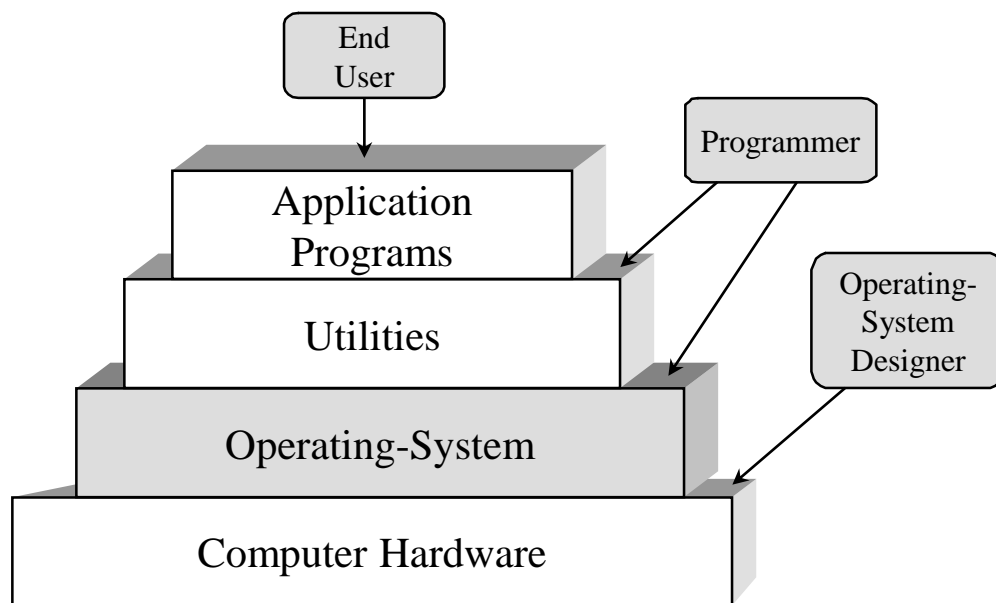 End
User
Programmer
Application
Programs
Operating-
System
Designer
Utilities
Operating-System
Computer Hardware